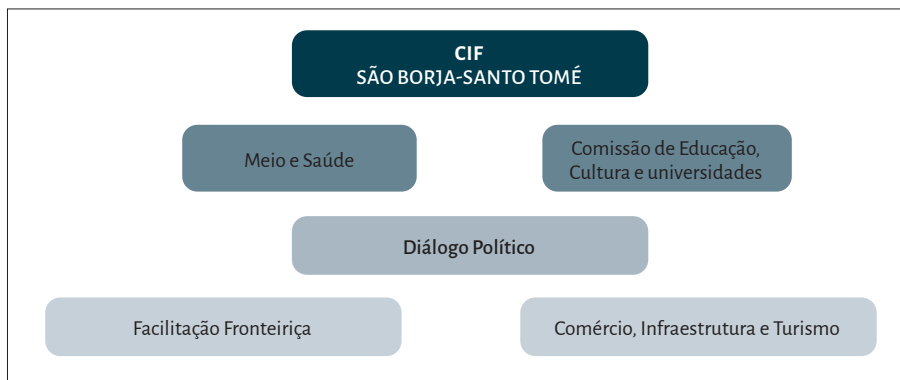 CIF
SÃO BORJA-SANTO TOMÉ
Meio e Saúde
Comissão de Educação,
Cultura e universidades
Diálogo Político
Facilitação Fronteiriça
Comércio, Infraestrutura e Turismo